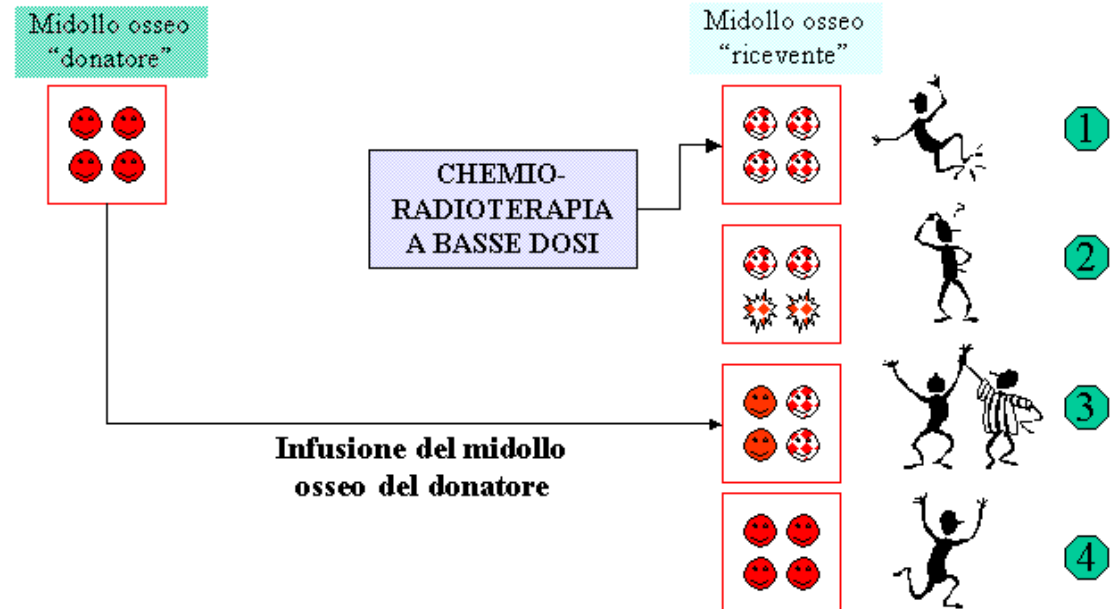 Midollo osseo
“donatore”
Midollo osseo
“ricevente”
CHEMIO-
RADIOTERAPIA
A BASSE DOSI
1
?
2
3
Infusione del midollo
osseo del donatore
4